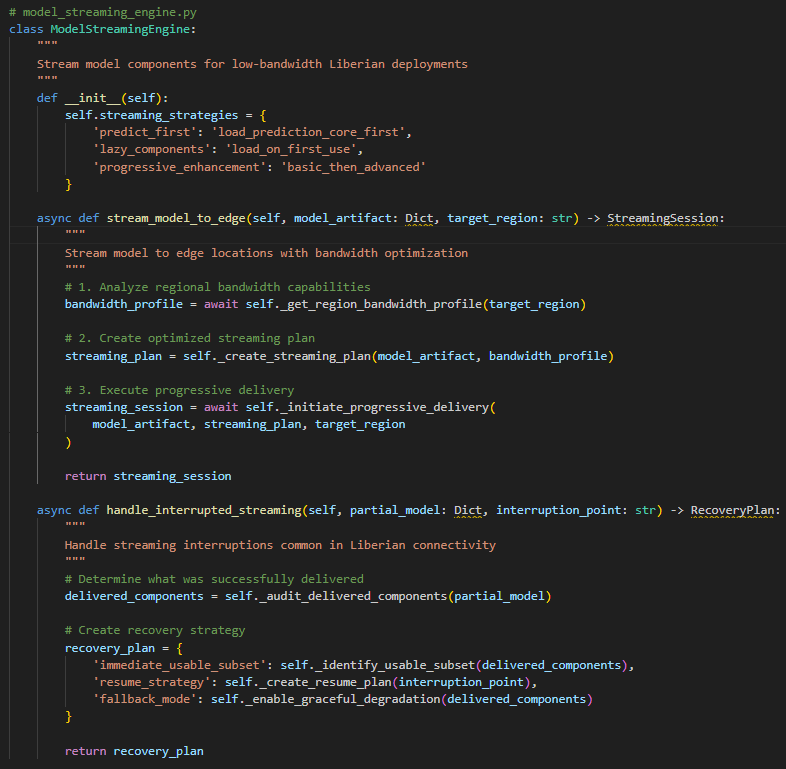 # model_streaming_engine.py
class ModelStreamingEngine:
    """
    Stream model components for low-bandwidth Liberian deployments
    """
    def __init__(self):
        self.streaming_strategies = {
            'predict_first': 'load_prediction_core_first',
            'lazy_components': 'load_on_first_use',
            'progressive_enhancement': 'basic_then_advanced'
        }

    async def stream_model_to_edge(self, model_artifact: Dict, target_region: str) -> StreamingSession:
        """
        Stream model to edge locations with bandwidth optimization
        """
        # 1. Analyze regional bandwidth capabilities
        bandwidth_profile = await self._get_region_bandwidth_profile(target_region)

        # 2. Create optimized streaming plan
        streaming_plan = self._create_streaming_plan(model_artifact, bandwidth_profile)

        # 3. Execute progressive delivery
        streaming_session = await self._initiate_progressive_delivery(
            model_artifact, streaming_plan, target_region
        )

        return streaming_session

    async def handle_interrupted_streaming(self, partial_model: Dict, interruption_point: str) -> RecoveryPlan:
        """
        Handle streaming interruptions common in Liberian connectivity
        """
        # Determine what was successfully delivered
        delivered_components = self._audit_delivered_components(partial_model)

        # Create recovery strategy
        recovery_plan = {
            'immediate_usable_subset': self._identify_usable_subset(delivered_components),
            'resume_strategy': self._create_resume_plan(interruption_point),
            'fallback_mode': self._enable_graceful_degradation(delivered_components)
        }

        return recovery_plan